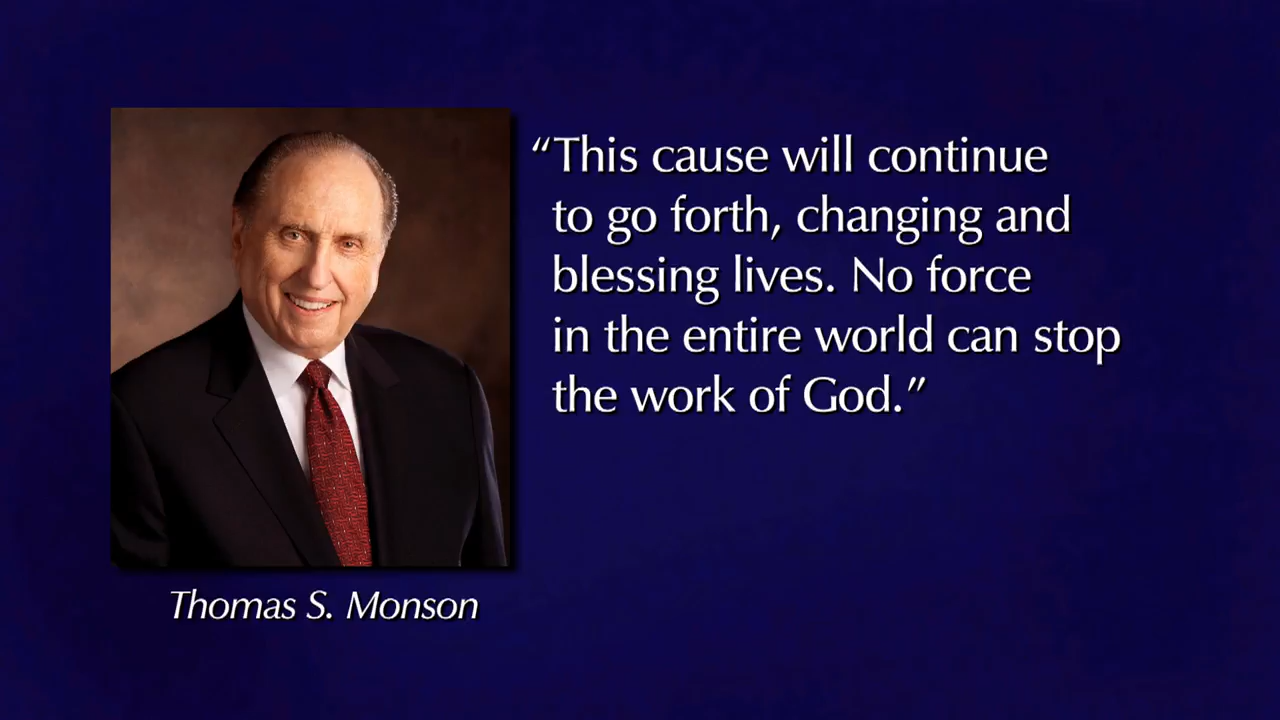 “This cause will continue
to go forth, changing and
blessing lives. No force
in the entire world can stop
the work of God.”
Thomas S. Monson